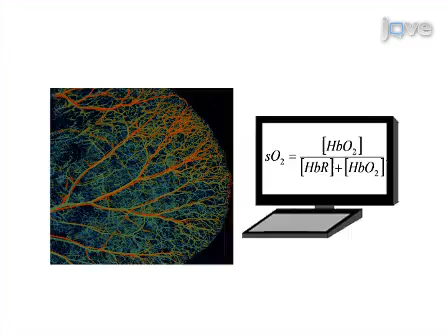 jove
sO₂ = [HbO₂] / [HbR] + [HbO₂]